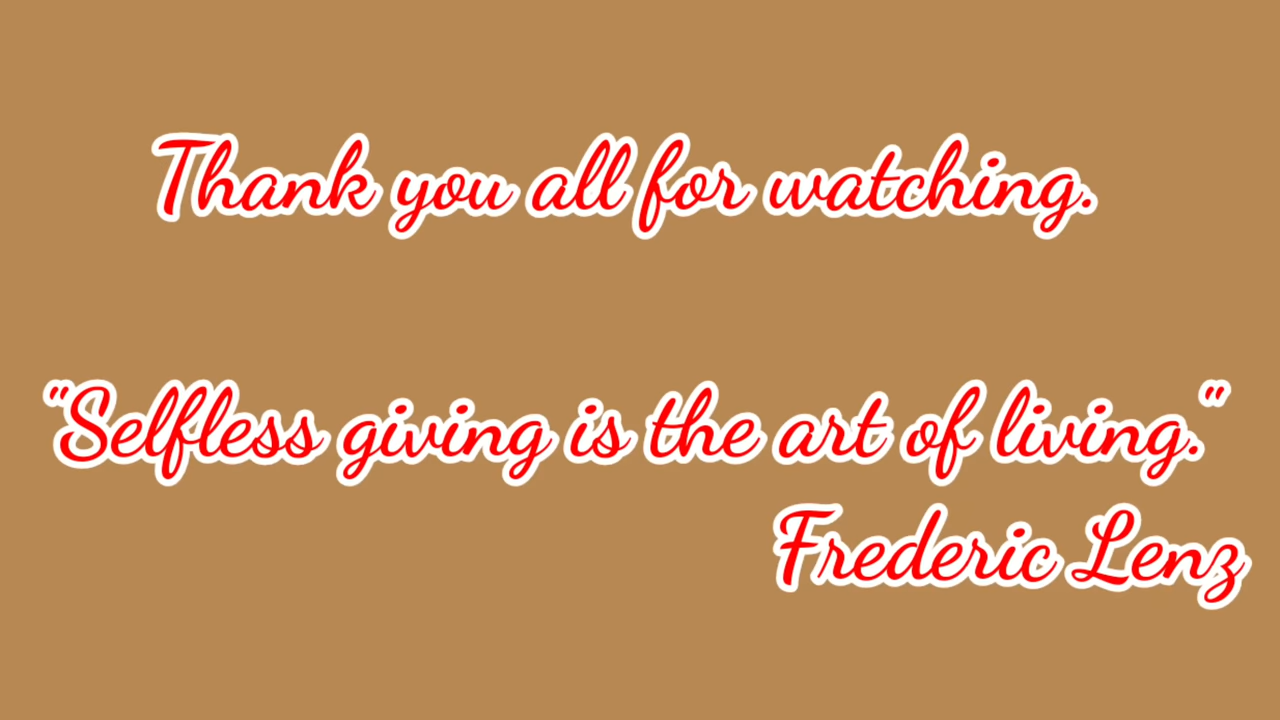 Thank you all for watching.
"Selfless giving is the art of living."
Frederic Lenz